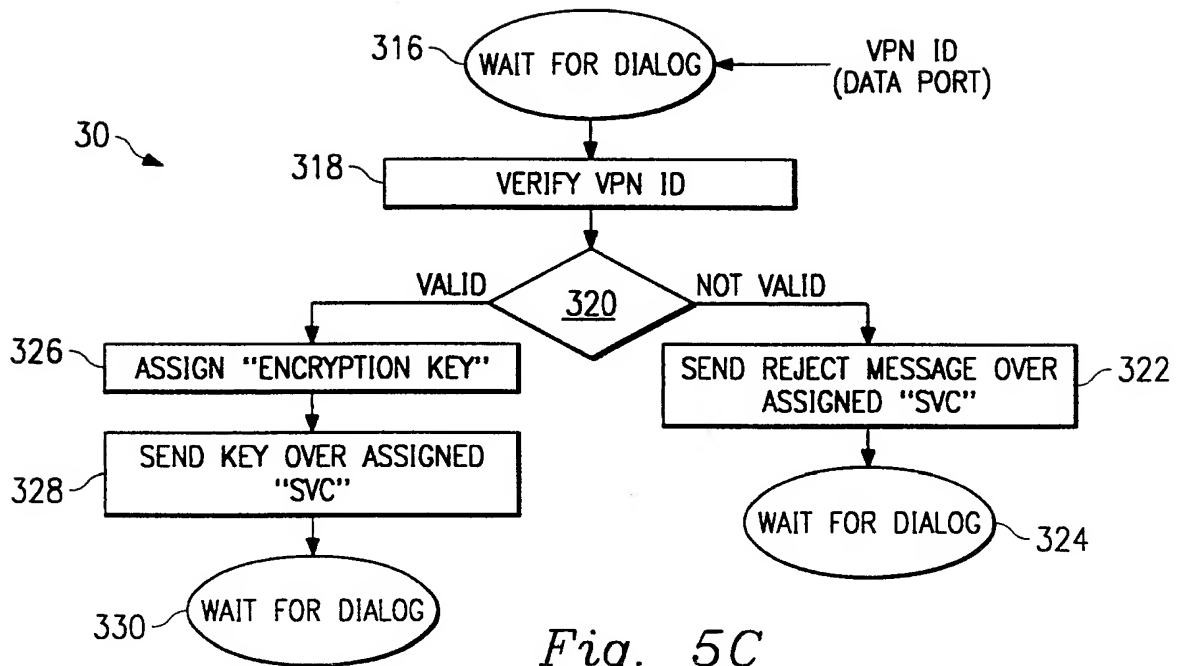 316
WAIT FOR DIALOG
VPN ID
(DATA PORT)
30
318
VERIFY VPN ID
VALID
320
NOT VALID
326
ASSIGN "ENCRYPTION KEY"
SEND REJECT MESSAGE OVER
ASSIGNED "SVC"
322
328
SEND KEY OVER ASSIGNED
"SVC"
WAIT FOR DIALOG
324
330
WAIT FOR DIALOG
Fig. 5C